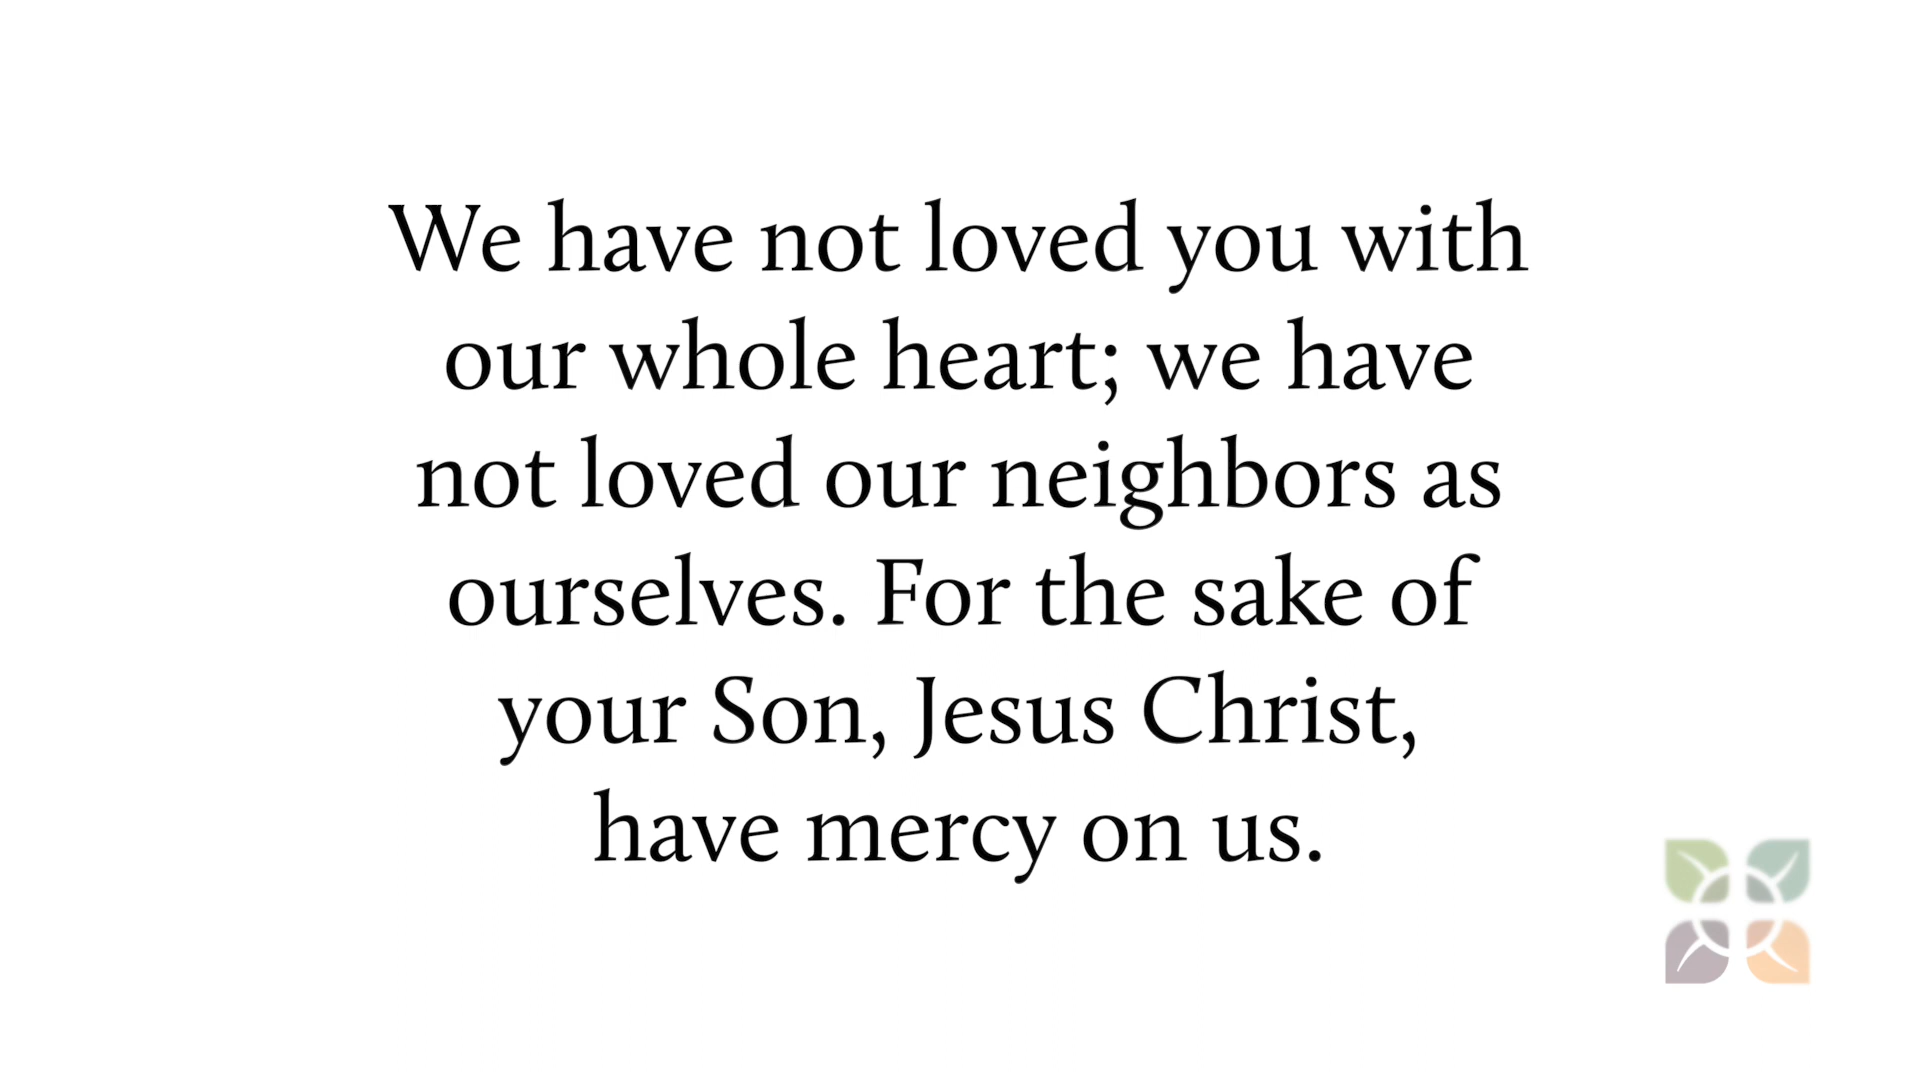 We have not loved you with
our whole heart; we have
not loved our neighbors as
ourselves. For the sake of
your Son, Jesus Christ,
have mercy on us.